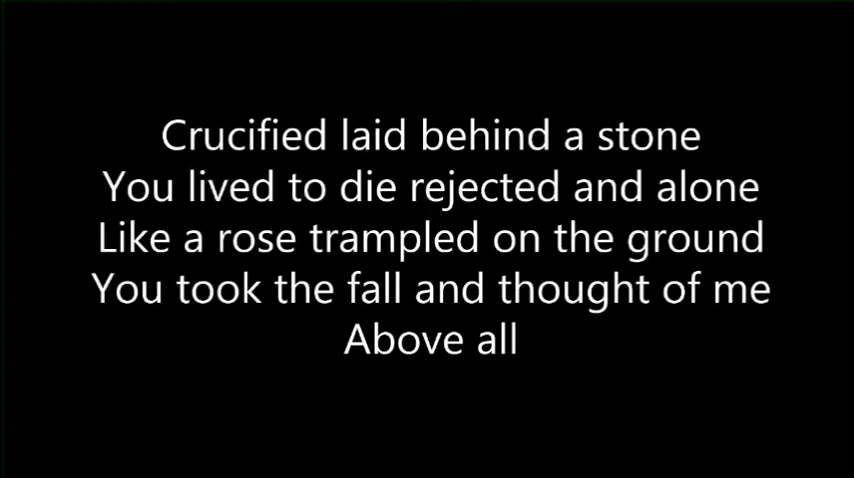 Crucified laid behind a stone
You lived to die rejected and alone
Like a rose trampled on the ground
You took the fall and thought of me
Above all